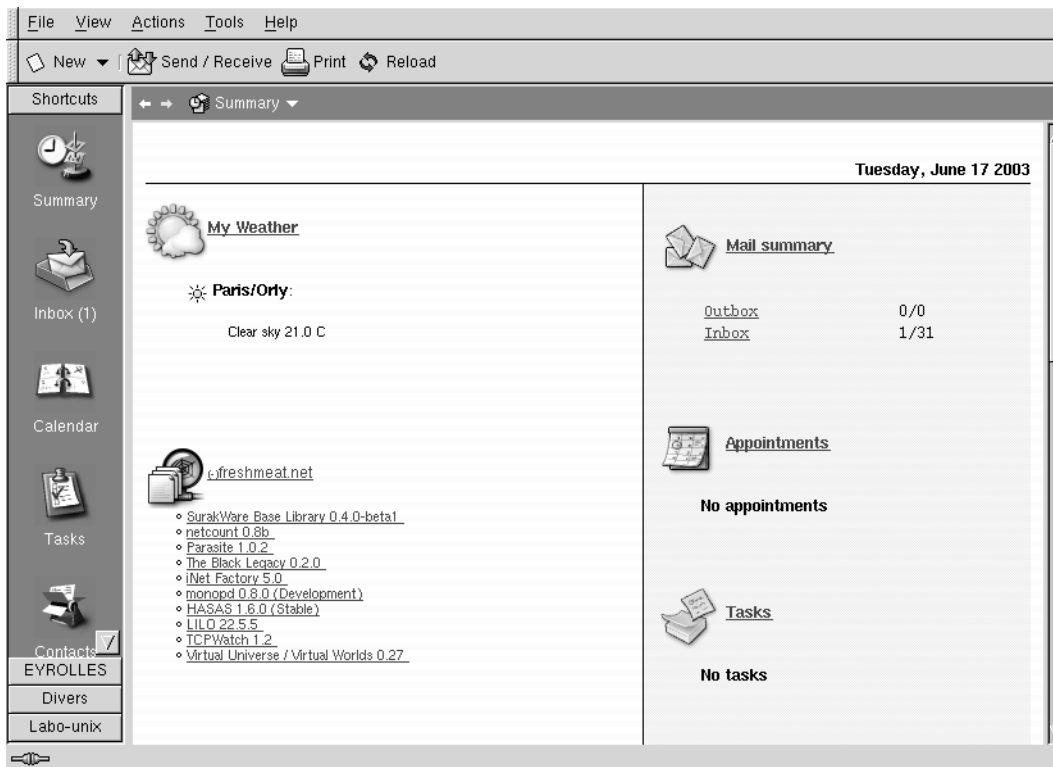 File View Actions Tools Help
New Send / Receive Print Reload
Shortcuts
Summary
Tuesday, June 17 2003
Summary
Inbox (1)
Calendar
Tasks
Contacts
EYROLLES
Divers
Labo-unix
My Weather
Paris/Orly:
Clear sky 21.0 C
(-)freshmeat.net
SurakWare Base Library 0.4.0-beta1
netcount 0.8b
Parasite 1.0.2
The Black Legacy 0.2.0
iNet Factory 5.0
monopd 0.8.0 (Development)
HASAS 1.6.0 (Stable)
LILO 22.5.5
TCPWatch 1.2
Virtual Universe / Virtual Worlds 0.27
Mail summary
Outbox 0/0
Inbox 1/31
Appointments
No appointments
Tasks
No tasks